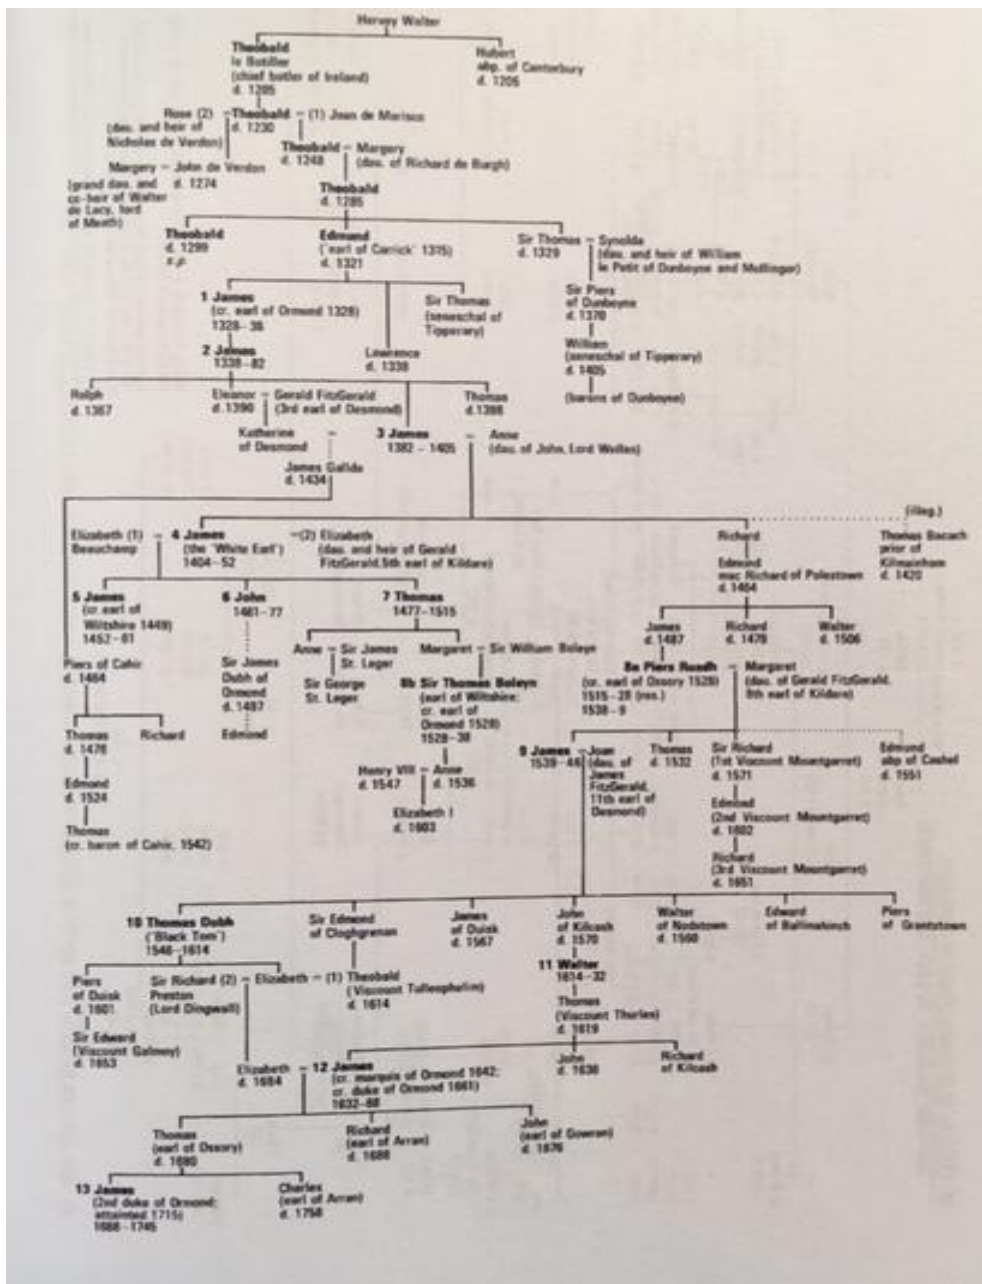 Hervey Walter
Theobald
le Botiller
(chief butler of Ireland)
d. 1205
Hubert
abp. of Canterbury
d. 1206
Rose (2) – Theobald – (1) Joan de Marisco
(dau. and heir of
Nicholas de Verdon)
d. 1230
Theobald – Margery
d. 1248
(dau. of Richard de Burgh)
Margery – John de Verdon
(grand dau. and
co-heir of Walter
de Lacy, lord
of Meath)
d. 1274
Theobald
d. 1285
Theobald
d. 1299
s.p.
Edmund
('earl of Carrick' 1315)
d. 1321
Sir Thomas – Synolda
d. 1329
(dau. and heir of William
le Petit of Dunboyne and Mullingar)
1 James
(cr. earl of Ormond 1328)
1328–38
Sir Thomas
(seneschal of
Tipperary)
Sir Piers
of Dunboyne
d. 1370
2 James
1338–82
Lawrence
d. 1338
William
(seneschal of Tipperary)
d. 1405
(barons of Dunboyne)
Ralph
d. 1367
Eleanor – Gerald FitzGerald
d. 1390
(3rd earl of Desmond)
Thomas
d. 1396
Katherine
of Desmond
–
3 James
1382 – 1405
–
Anne
(dau. of John, Lord Welles)
James Gallda
d. 1434
(illeg.)
Elizabeth (1)
Beauchamp
– 4 James
(the 'White Earl')
1404–52
–(2) Elizabeth
(dau. and heir of Gerald
FitzGerald, 5th earl of Kildare)
Richard
Thomas Bacach
prior of
Kilmainham
d. 1420
Edmund
mac Richard of Polestown
d. 1464
5 James
(cr. earl of
Wiltshire 1449)
1452–61
6 John
1461–77
7 Thomas
1477–1515
James
d. 1487
Richard
d. 1478
Walter
d. 1506
Anne – Sir James
St. Leger
Margaret – Sir William Boleyn
Piers of Cahir
d. 1464
Sir James
Dubh of
Ormond
d. 1497
Sir George
St. Leger
8b Sir Thomas Boleyn
(earl of Wiltshire;
cr. earl of
Ormond 1528)
1528–38
8a Piers Ruadh –
(cr. earl of Ossory 1528)
1515–28 (res.)
1538–9
Margaret
(dau. of Gerald FitzGerald,
8th earl of Kildare)
Thomas
d. 1478
Richard
Edmond
9 James –
1539–46
Joan
(dau. of
James
FitzGerald,
11th earl of
Desmond)
Thomas
d. 1532
Sir Richard
(1st Viscount Mountgarret)
d. 1571
Edmund
abp of Cashel
d. 1551
Henry VIII – Anne
d. 1547
d. 1536
Edmond
d. 1524
Elizabeth I
d. 1603
Edmond
(2nd Viscount Mountgarret)
d. 1602
Thomas
(cr. baron of Cahir, 1542)
Richard
(3rd Viscount Mountgarret)
d. 1651
10 Thomas Dubh
('Black Tom')
1546–1614
Sir Edmond
of Cloghgrenan
James
of Duisk
d. 1567
John
of Kilcash
d. 1570
Walter
of Nodstown
d. 1560
Edward
of Ballinahinch
Piers
of Grantstown
11 Walter
1614–32
Piers
of Duisk
d. 1601
Sir Richard (2) – Elizabeth – (1) Theobald
Preston
(Lord Dingwall)
(Viscount Tulleophelim)
d. 1614
Thomas
(Viscount Thurles)
d. 1619
Sir Edward
(Viscount Galmoy)
d. 1653
Elizabeth –
d. 1684
12 James
(cr. marquis of Ormond 1642;
cr. duke of Ormond 1661)
1632–88
John
d. 1636
Richard
of Kilcash
Thomas
(earl of Ossory)
d. 1680
Richard
(earl of Arran)
d. 1686
John
(earl of Gowran)
d. 1676
13 James
(2nd duke of Ormond;
attainted 1715)
1688–1745
Charles
(earl of Arran)
d. 1758